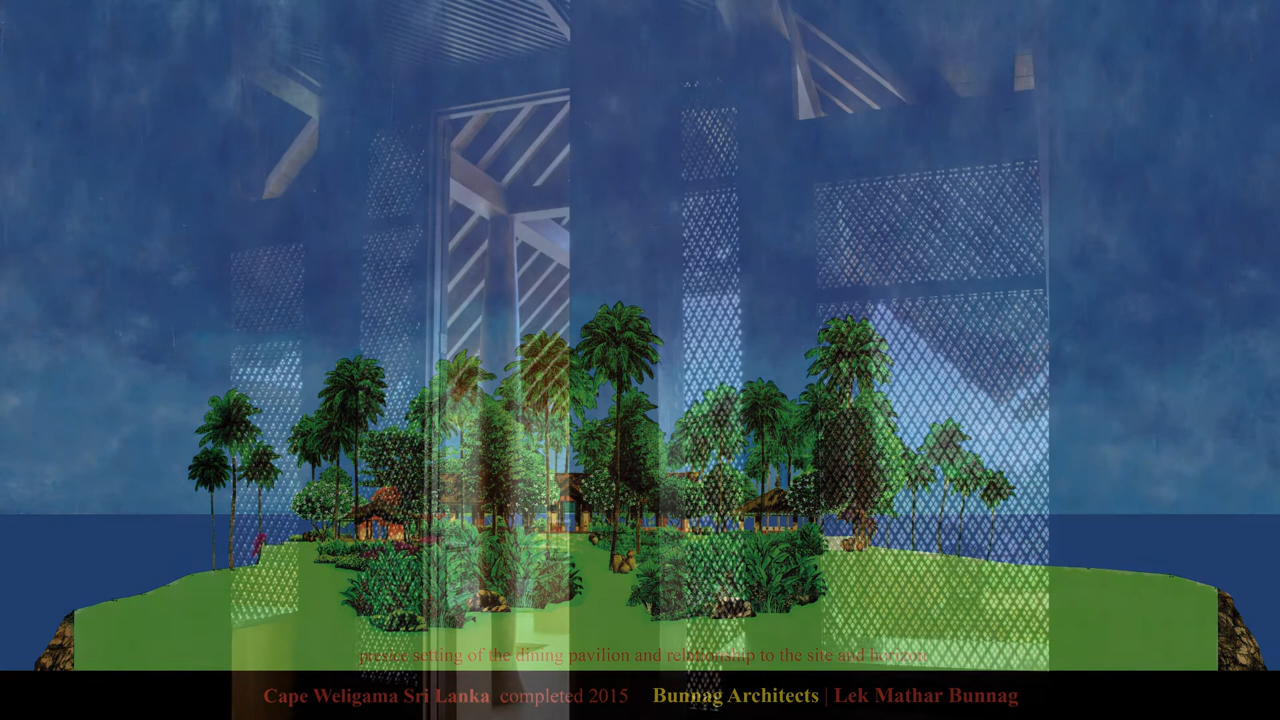 precise setting of the dining pavilion and relationship to the site and horizon
Cape Weligama Sri Lanka completed 2015 Bunnag Architects | Lek Mathar Bunnag